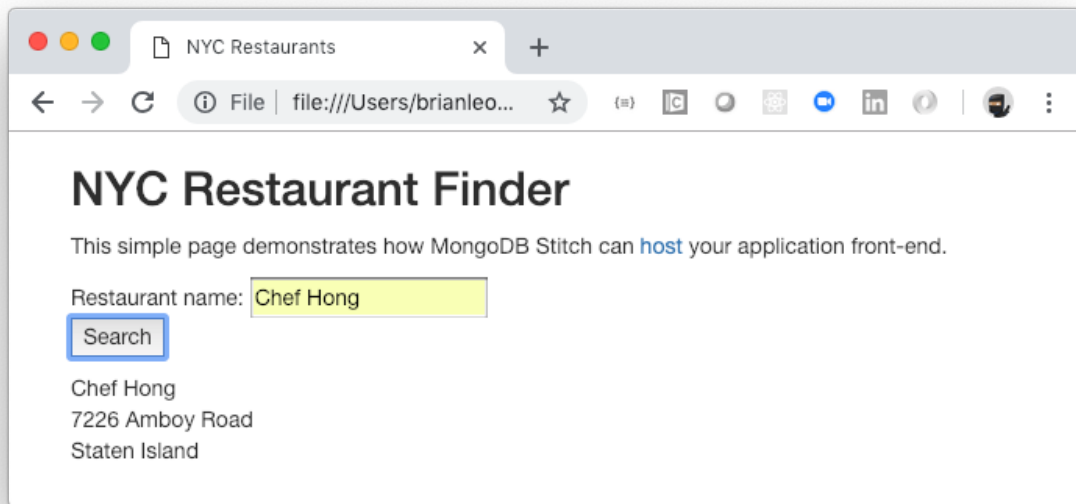 NYC Restaurants
File file:///Users/brianleo...
NYC Restaurant Finder
This simple page demonstrates how MongoDB Stitch can host your application front-end.
Restaurant name: Chef Hong
Search
Chef Hong
7226 Amboy Road
Staten Island